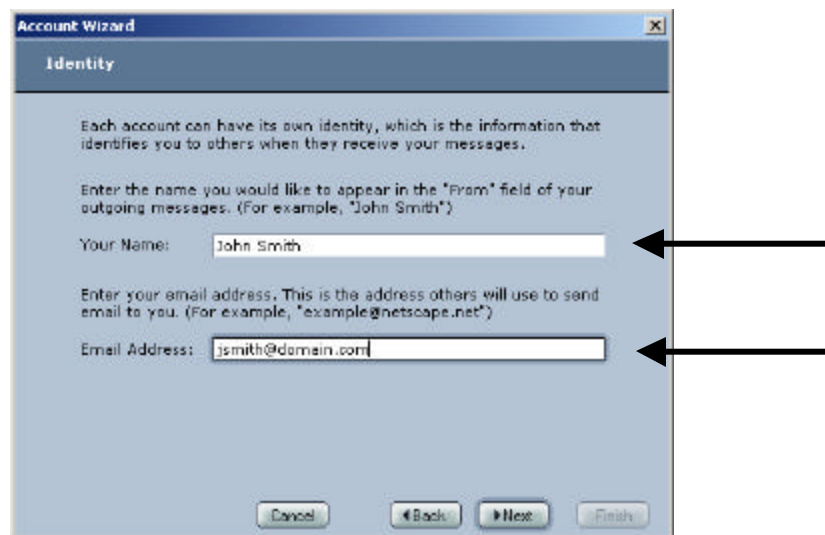 Account Wizard
Identity
Each account can have its own identity, which is the information that
identifies you to others when they receive your messages.
Enter the name you would like to appear in the "From" field of your
outgoing messages. (For example, "John Smith")
Your Name: John Smith
Enter your email address. This is the address others will use to send
email to you. (For example, "example@netscape.net")
Email Address: jsmith@domain.com
Cancel Back Next Finish